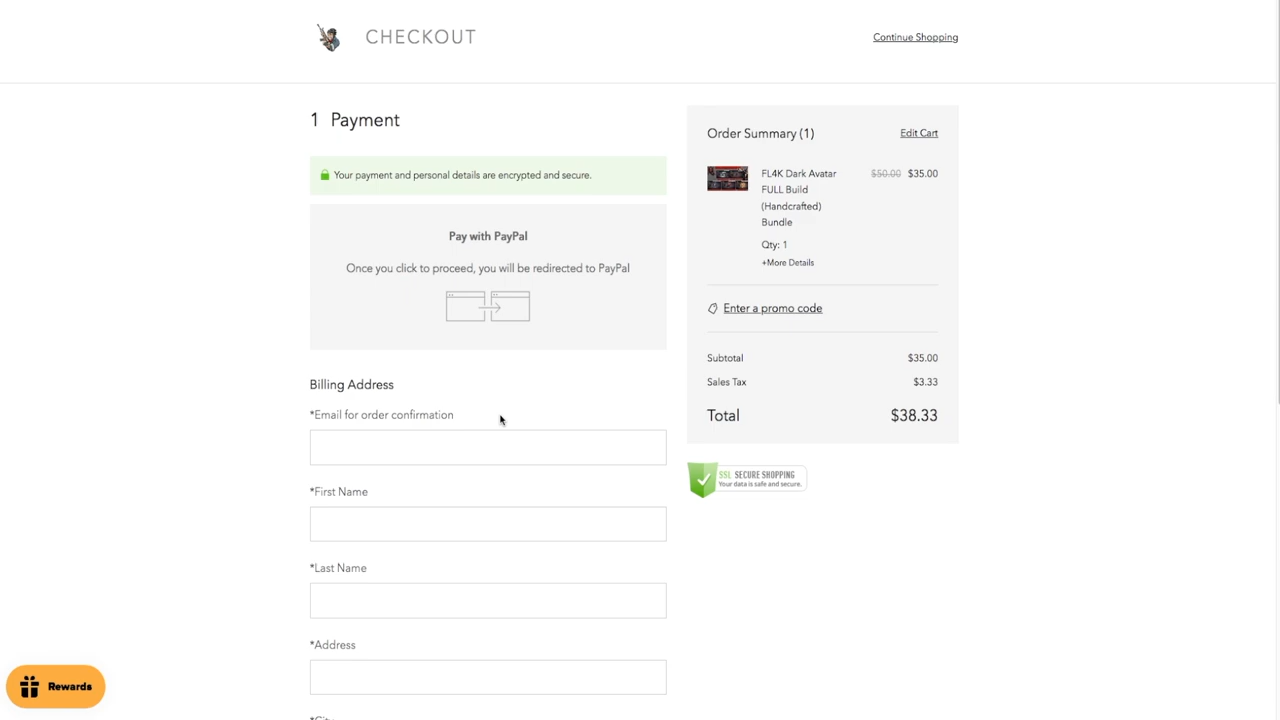 CHECKOUT
Continue Shopping
1 Payment
Your payment and personal details are encrypted and secure.
Pay with PayPal
Once you click to proceed, you will be redirected to PayPal
Billing Address
*Email for order confirmation
*First Name
*Last Name
*Address
*City
Order Summary (1)
Edit Cart
FL4K Dark Avatar
FULL Build
(Handcrafted)
Bundle
$50.00 $35.00
Qty: 1
+More Details
Enter a promo code
Subtotal $35.00
Sales Tax $3.33
Total $38.33
SSL SECURE SHOPPING
Your data is safe and secure.
Rewards